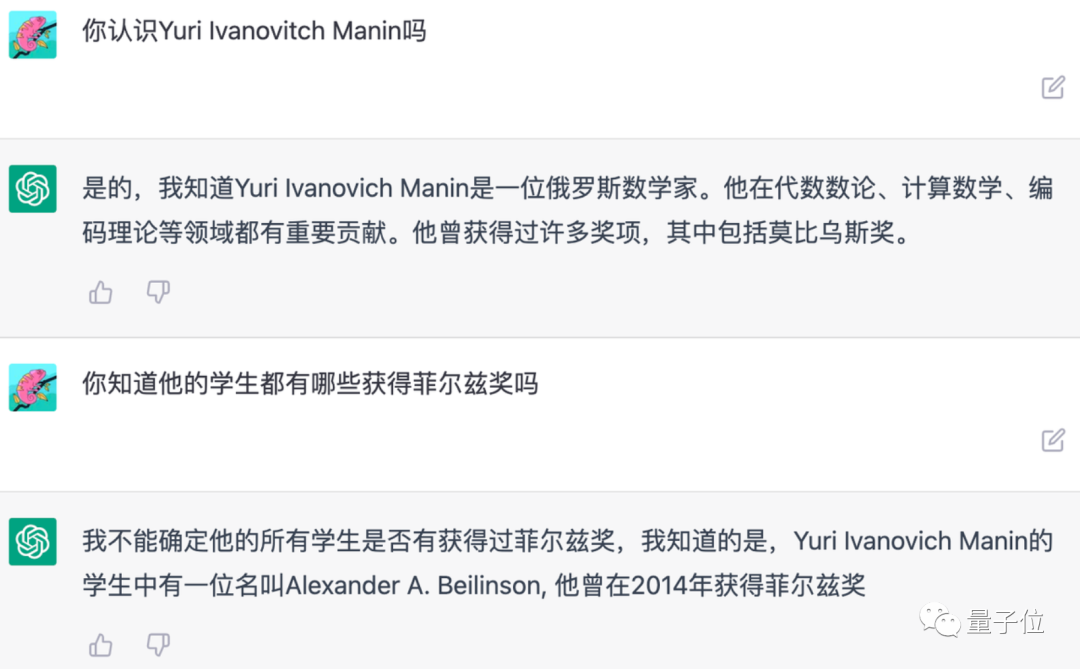 你认识Yuri Ivanovitch Manin吗
是的，我知道Yuri Ivanovich Manin是一位俄罗斯数学家。他在代数数论、计算数学、编
码理论等领域都有重要贡献。他曾获得过许多奖项，其中包括莫比乌斯奖。
你知道他的学生都有哪些获得菲尔兹奖吗
我不能确定他的所有学生是否有获得过菲尔兹奖，我知道的是，Yuri Ivanovich Manin的
学生中有一位名叫Alexander A. Beilinson, 他曾在2014年获得菲尔兹奖
量子位